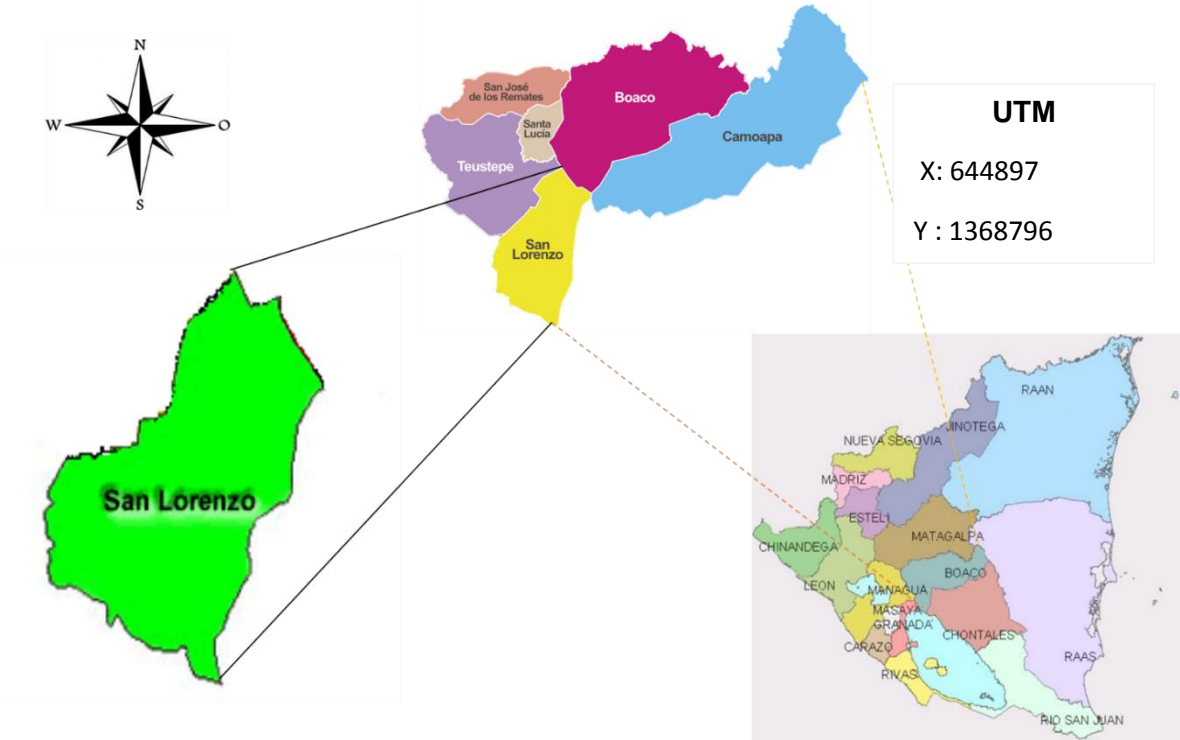 N
W
O
S
San José
de los Remates
Boaco
Santa
Lucía
Camoapa
Teustepe
San
Lorenzo
UTM
X: 644897
Y : 1368796
San Lorenzo
RAAN
JINOTEGA
NUEVA SEGOVIA
MADRIZ
ESTELI
MATAGALPA
CHINANDEGA
BOACO
LEON
MANAGUA
MASAYA
GRANADA
CHONTALES
CARAZO
RAAS
RIVAS
RIO SAN JUAN